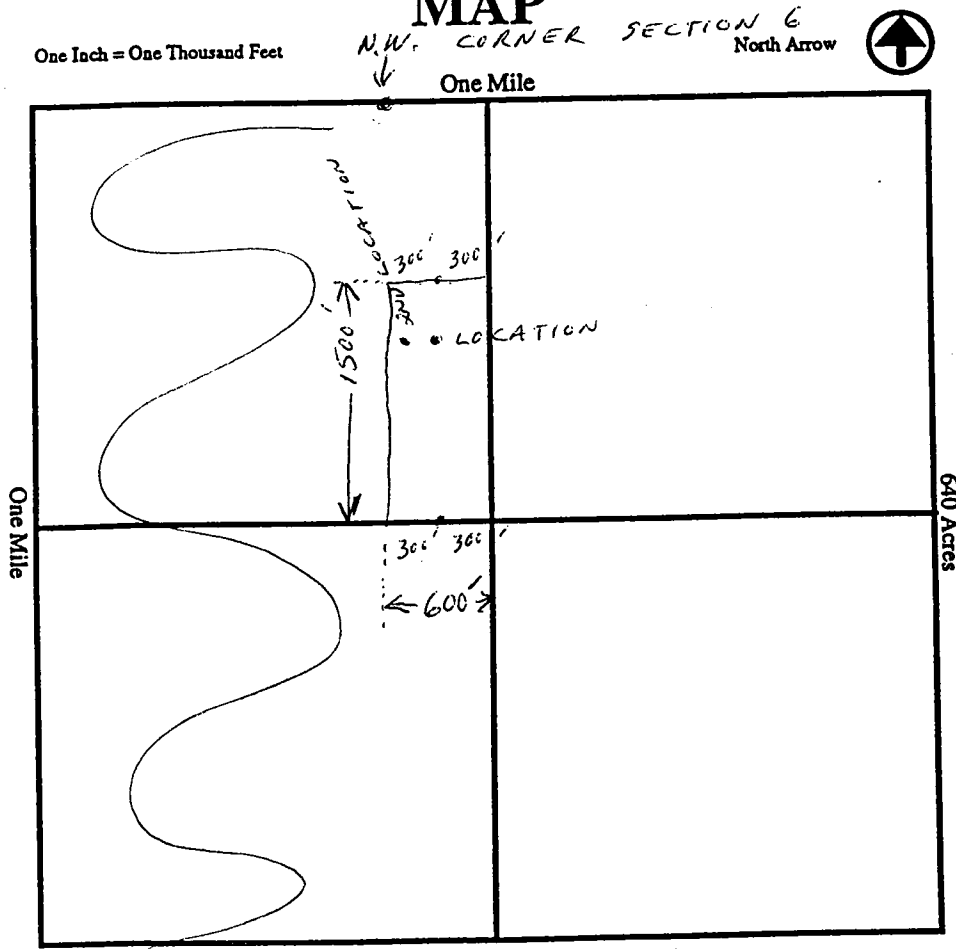 MAP
One Inch = One Thousand Feet
N.W. CORNER SECTION 6
North Arrow
One Mile
LOCATION
300' 300'
AND
1500'
LOCATION
One Mile
640 Acres
300' 300'
600'